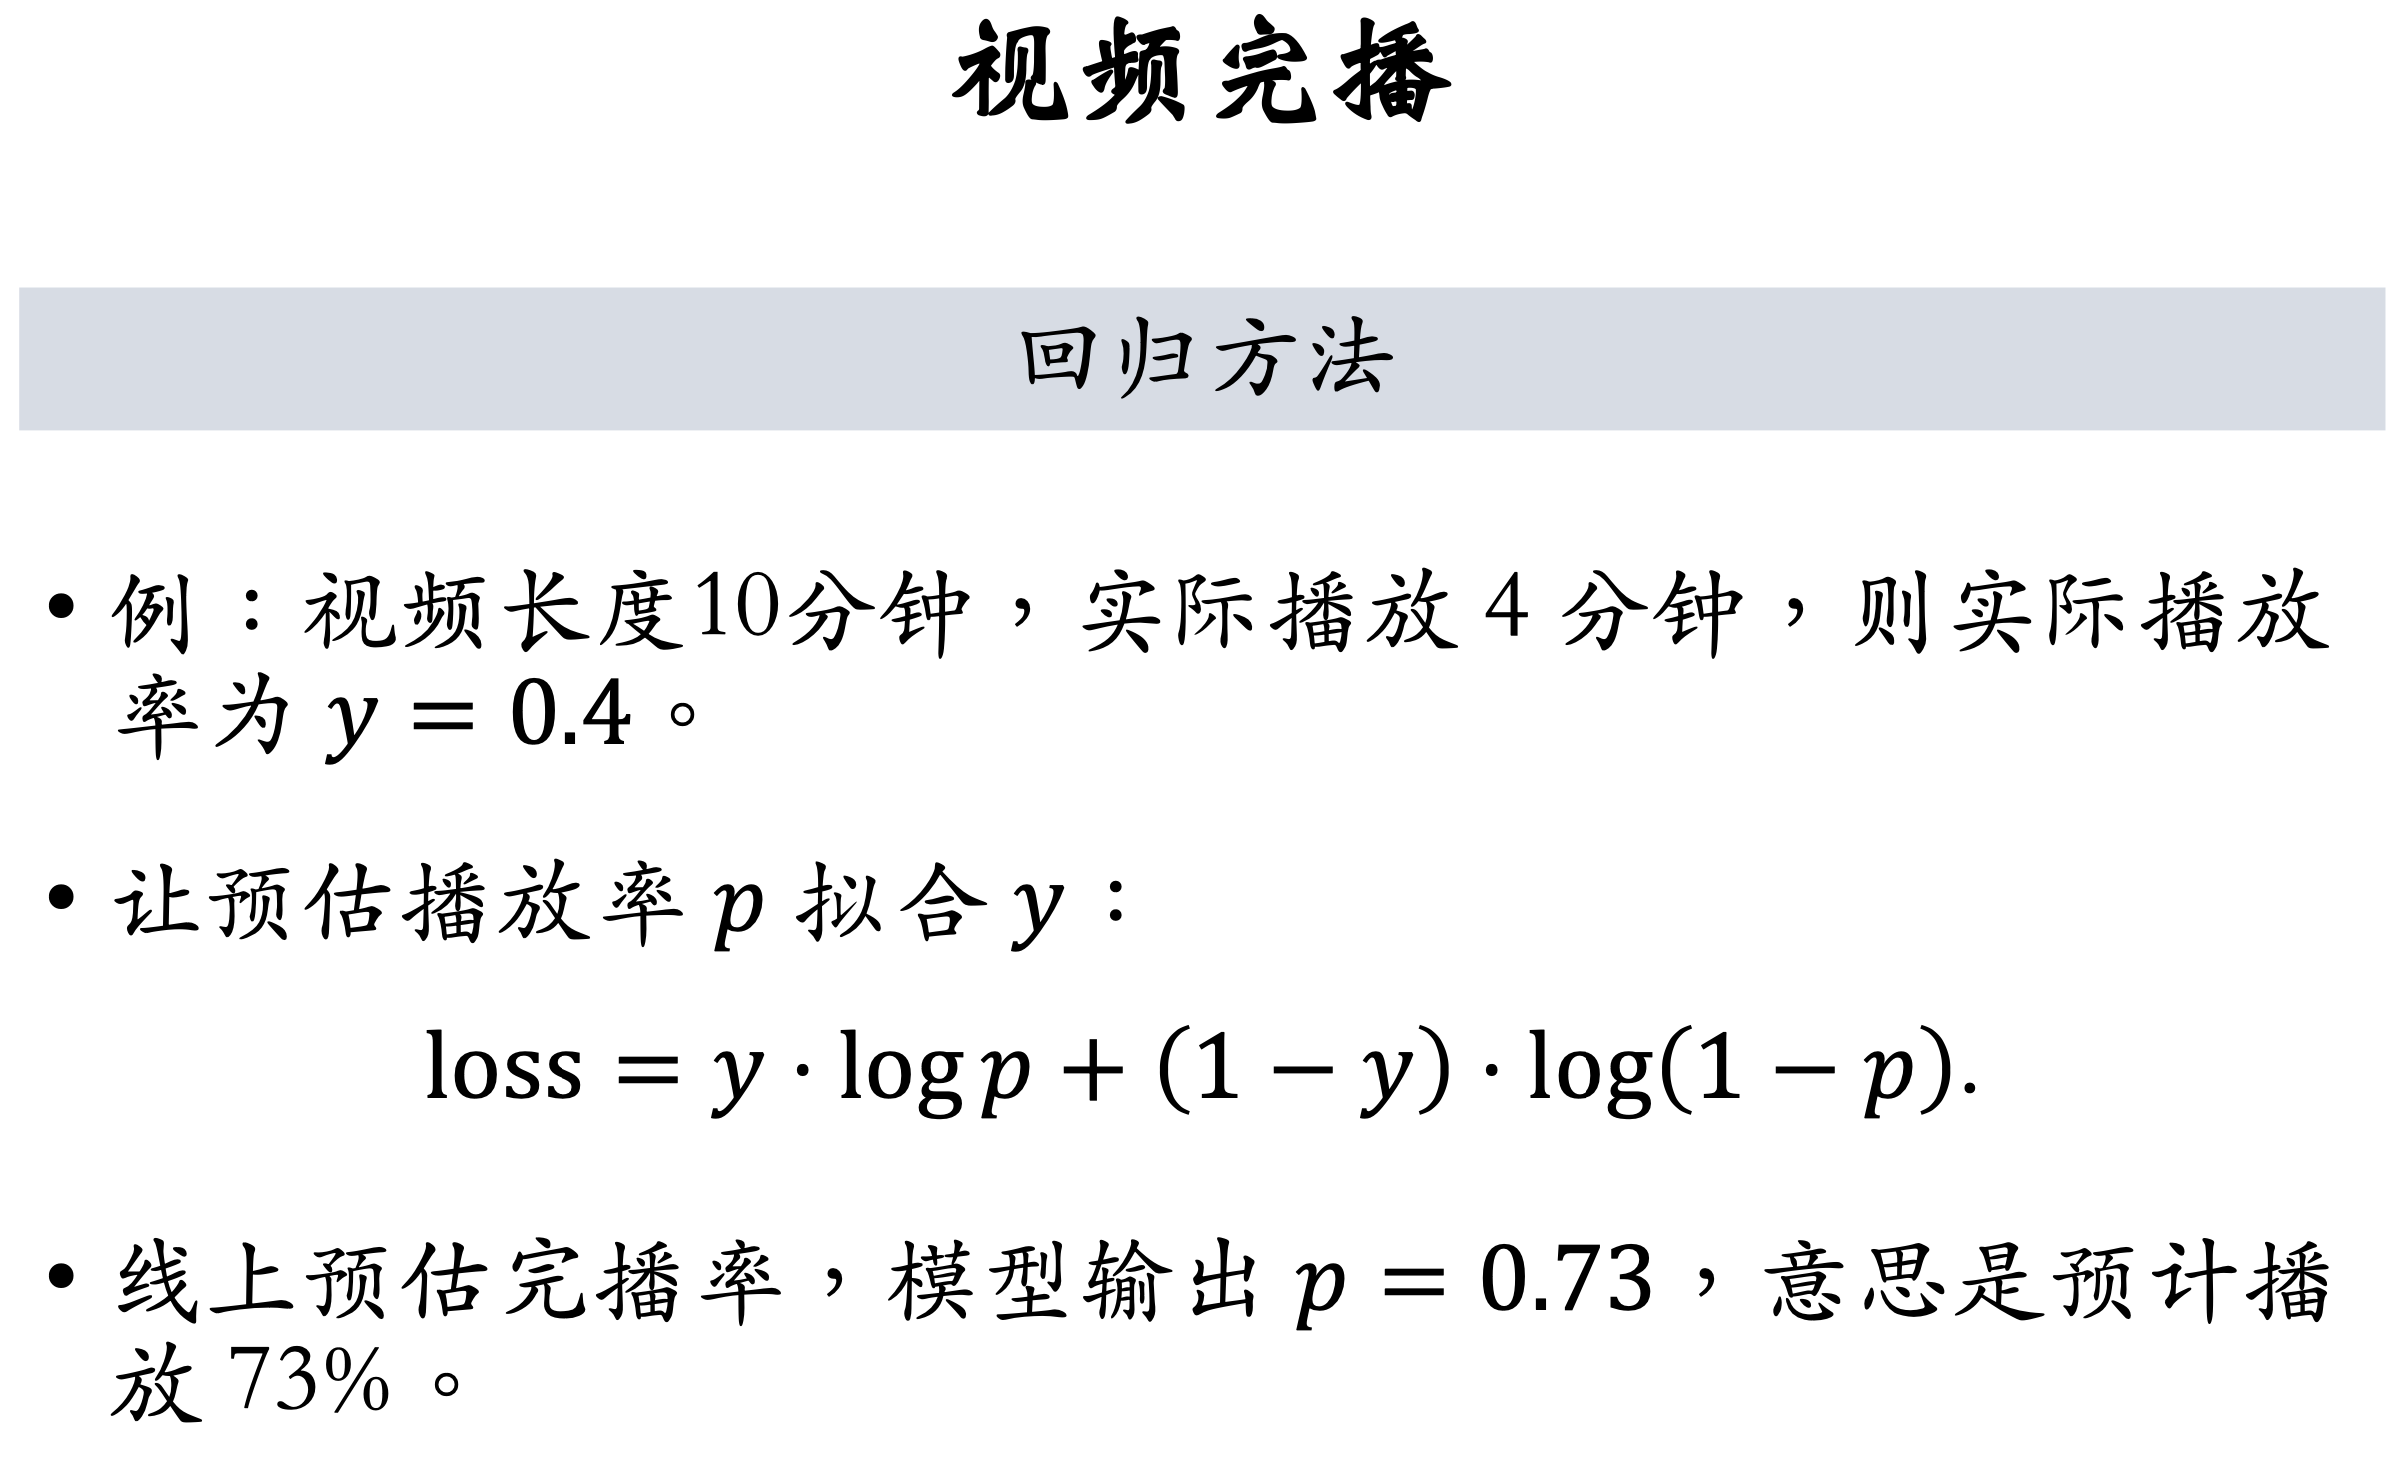 视频完播
回归方法
• 例：视频长度10分钟，实际播放 4 分钟，则实际播放
率为 y = 0.4。
• 让预估播放率 p 拟合 y：
loss = y · log p + (1 − y) · log(1 − p).
• 线上预估完播率，模型输出 p = 0.73，意思是预计播
放 73%。